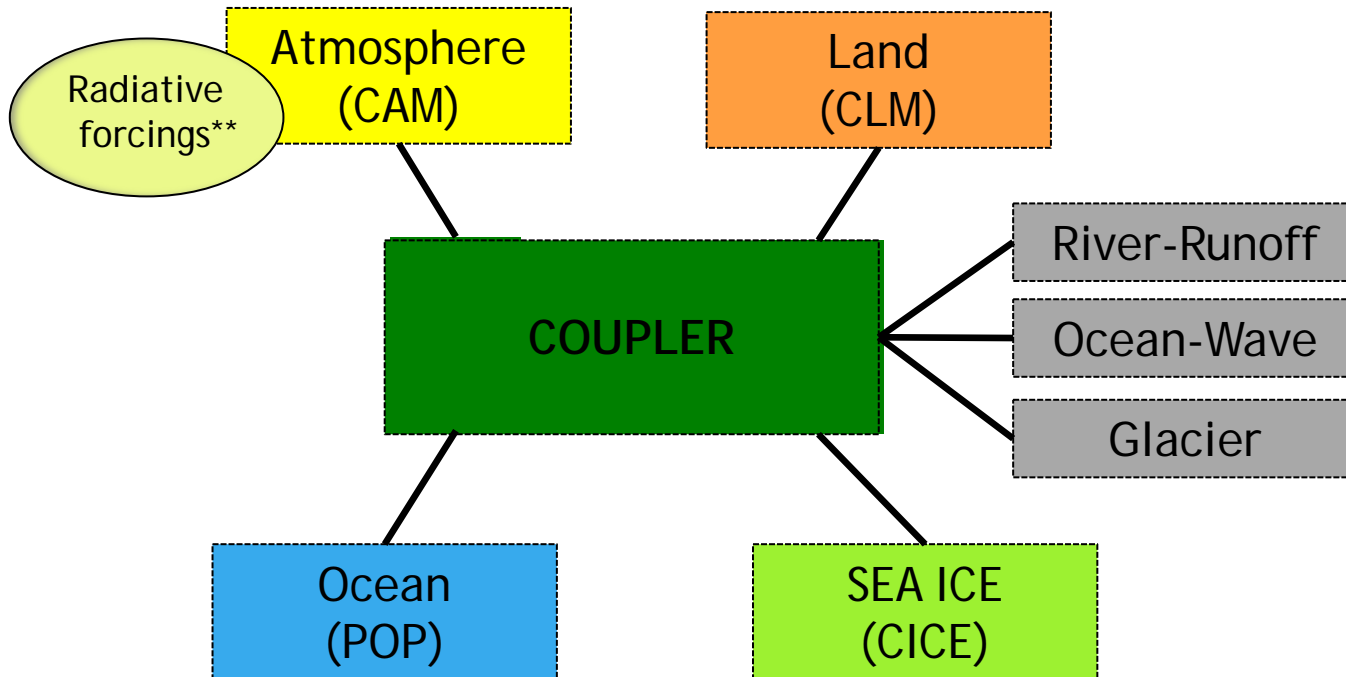 Radiative
forcings**
Atmosphere
(CAM)
Land
(CLM)
COUPLER
River-Runoff
Ocean-Wave
Glacier
Ocean
(POP)
SEA ICE
(CICE)